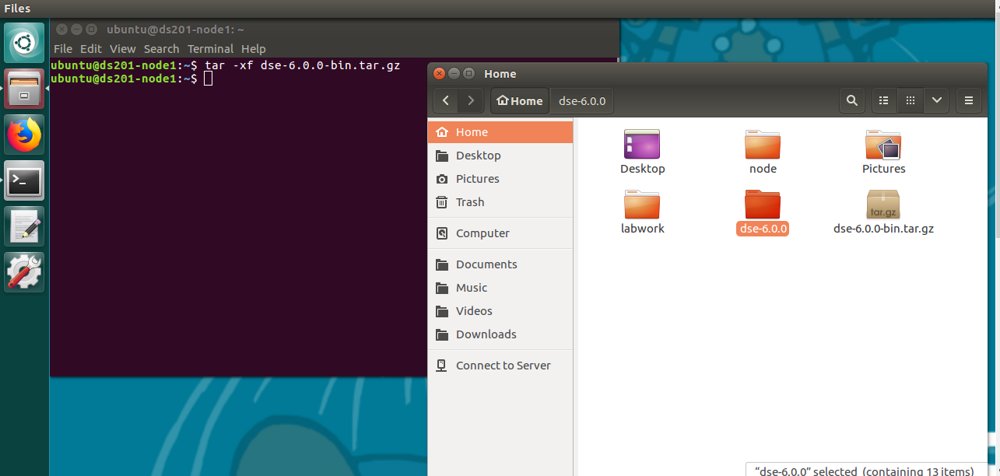 Files
ubuntu@ds201-node1: ~
File Edit View Search Terminal Help
ubuntu@ds201-node1:~$ tar -xf dse-6.0.0-bin.tar.gz
ubuntu@ds201-node1:~$
Home
Home dse-6.0.0
Home
Desktop
Pictures
Trash
Computer
Documents
Music
Videos
Downloads
Connect to Server
Desktop node Pictures
labwork dse-6.0.0 tar.gz dse-6.0.0-bin.tar.gz
“dse-6.0.0” selected (containing 13 items)